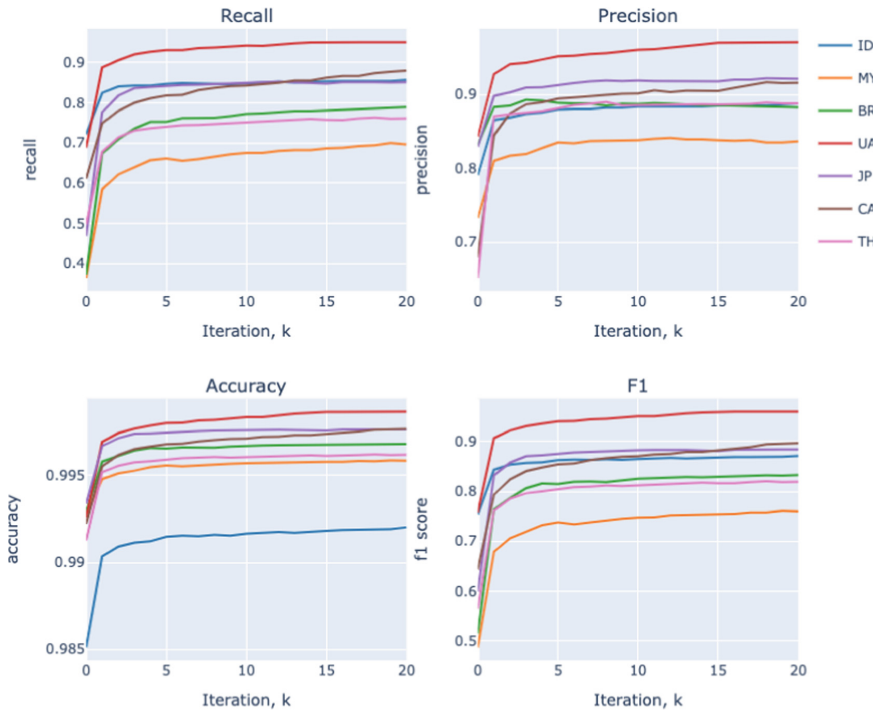 Recall
Precision
0.9
0.8
0.7
0.6
0.5
0.4
recall
0
5
10
15
20
Iteration, k
0.9
0.8
0.7
precision
0
5
10
15
20
Iteration, k
ID
MY
BR
UA
JP
CA
TH
Accuracy
F1
0.995
0.99
0.985
accuracy
0
5
10
15
20
Iteration, k
0.9
0.8
0.7
0.6
0.5
f1 score
0
5
10
15
20
Iteration, k